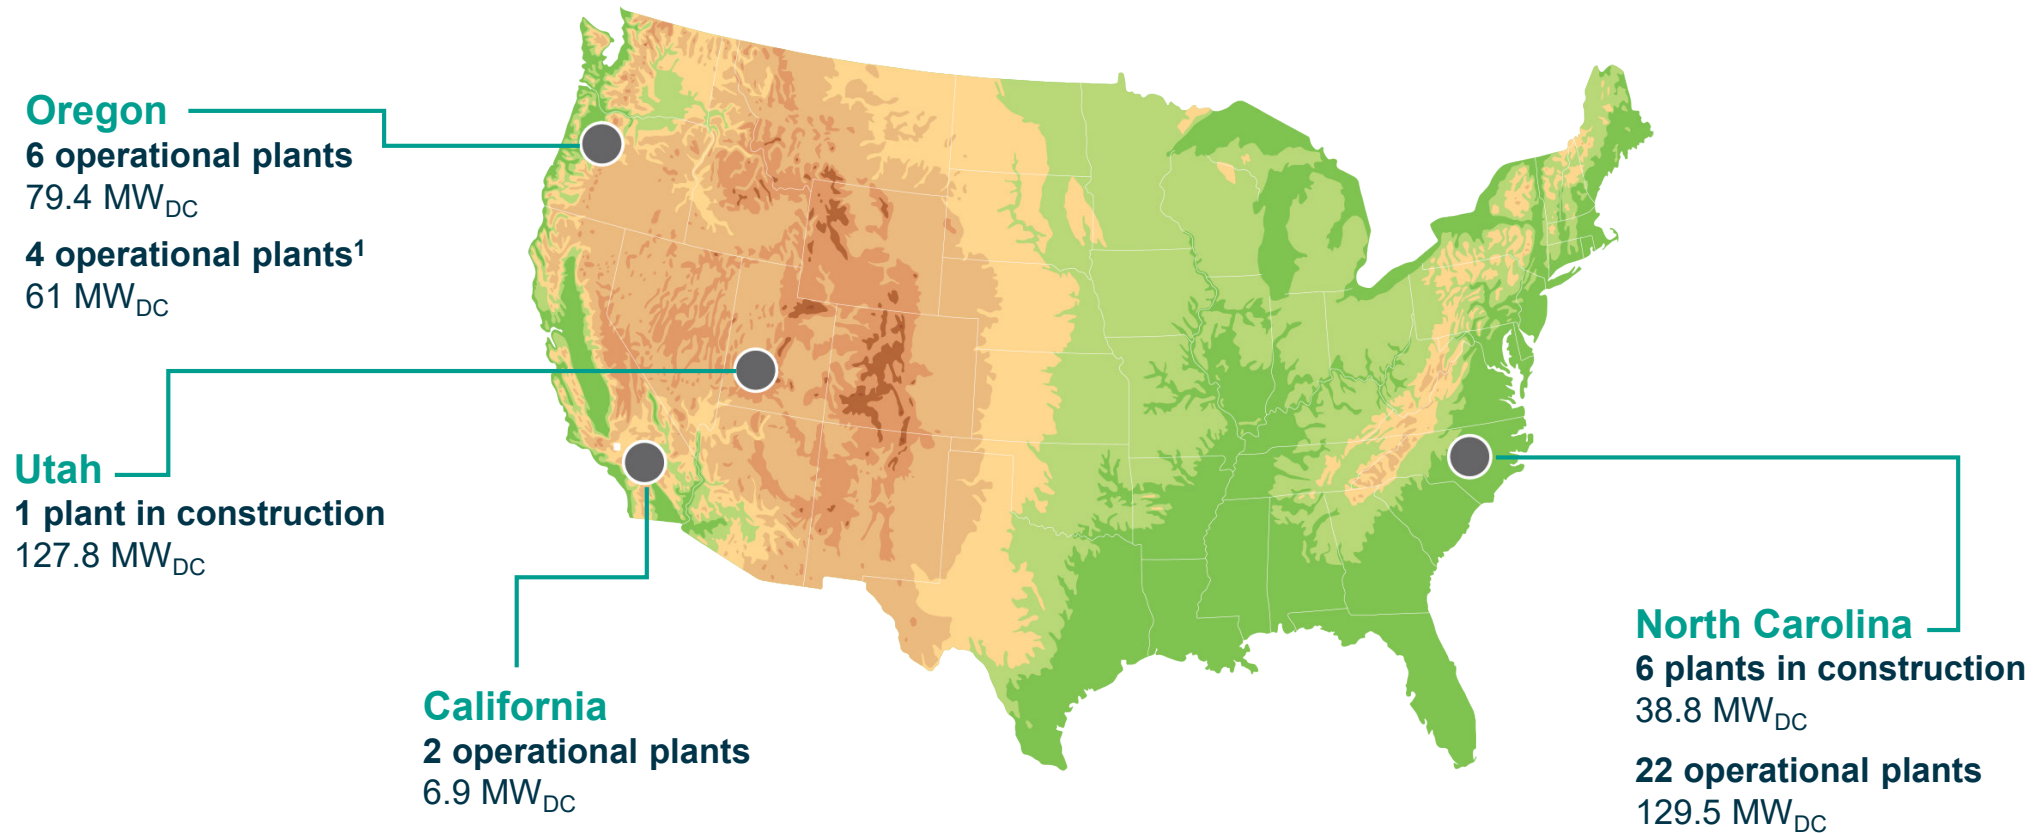 Oregon
6 operational plants
79.4 MWDC
4 operational plants1
61 MWDC
Utah
1 plant in construction
127.8 MWDC
California
2 operational plants
6.9 MWDC
North Carolina
6 plants in construction
38.8 MWDC
22 operational plants
129.5 MWDC